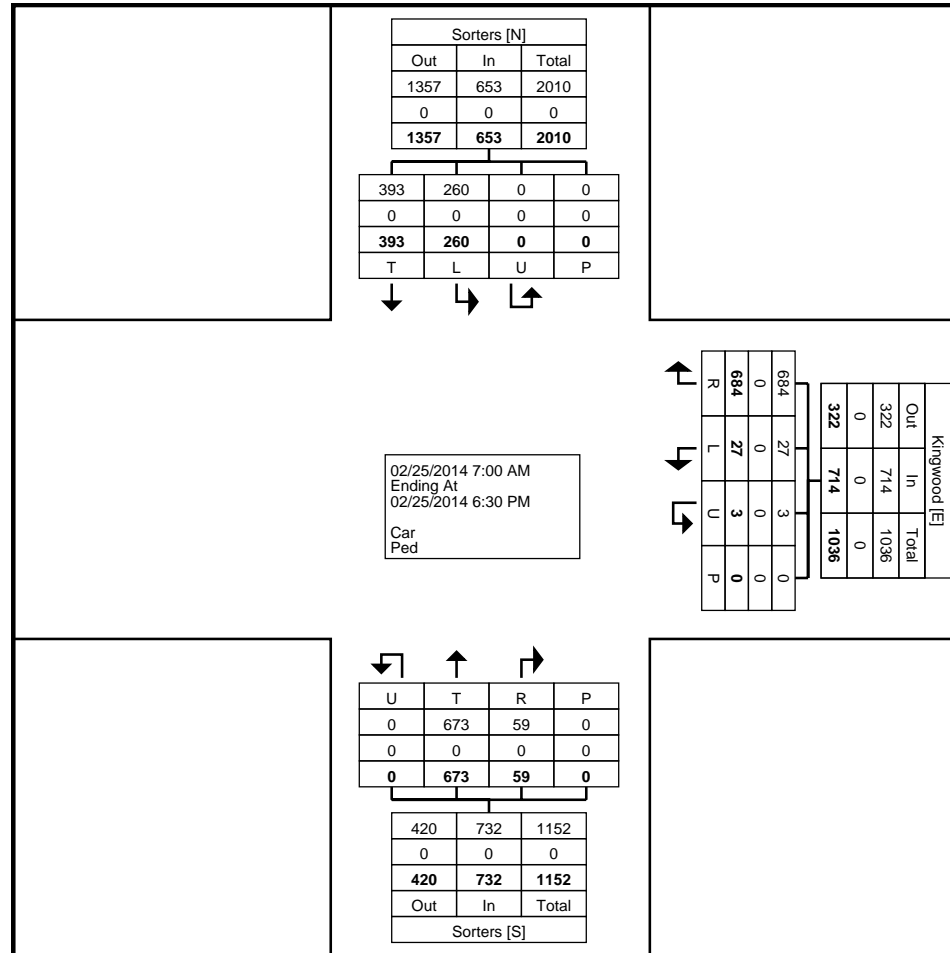 Sorters [N]
Out In Total
1357 653 2010
0 0 0
1357 653 2010
393 260 0 0
0 0 0 0
393 260 0 0
T L U P
Kingwood [E]
Out In Total
322 714 1036
0 0 0
322 714 1036
684 27 3 0
0 0 0 0
684 27 3 0
R L U P
02/25/2014 7:00 AM
Ending At
02/25/2014 6:30 PM
Car
Ped
U T R P
0 673 59 0
0 0 0 0
0 673 59 0
420 732 1152
0 0 0
420 732 1152
Out In Total
Sorters [S]